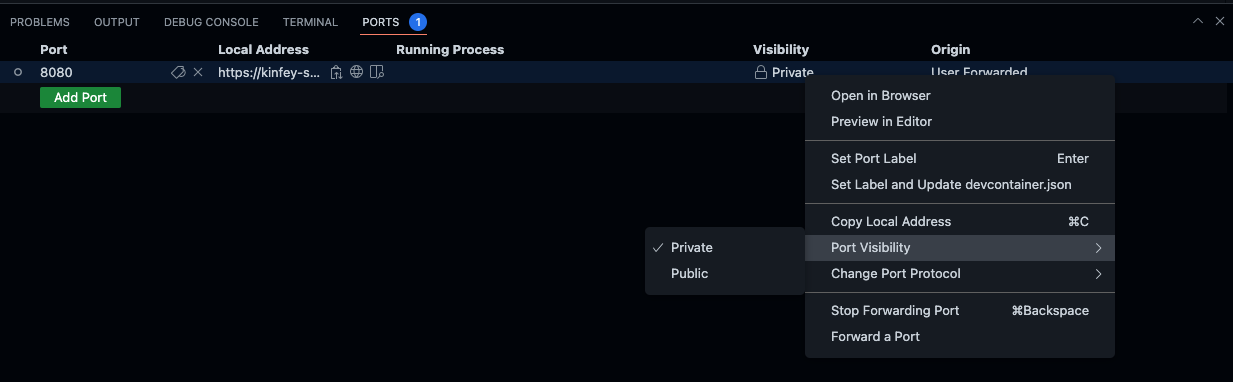 PROBLEMS OUTPUT DEBUG CONSOLE TERMINAL PORTS 1
Port Local Address Running Process Visibility Origin
8080 https://kinfey-s... Private User Forwarded
Add Port
Open in Browser
Preview in Editor
Set Port Label Enter
Set Label and Update devcontainer.json
Copy Local Address ⌘C
Port Visibility
Private
Public
Change Port Protocol
Stop Forwarding Port ⌘Backspace
Forward a Port